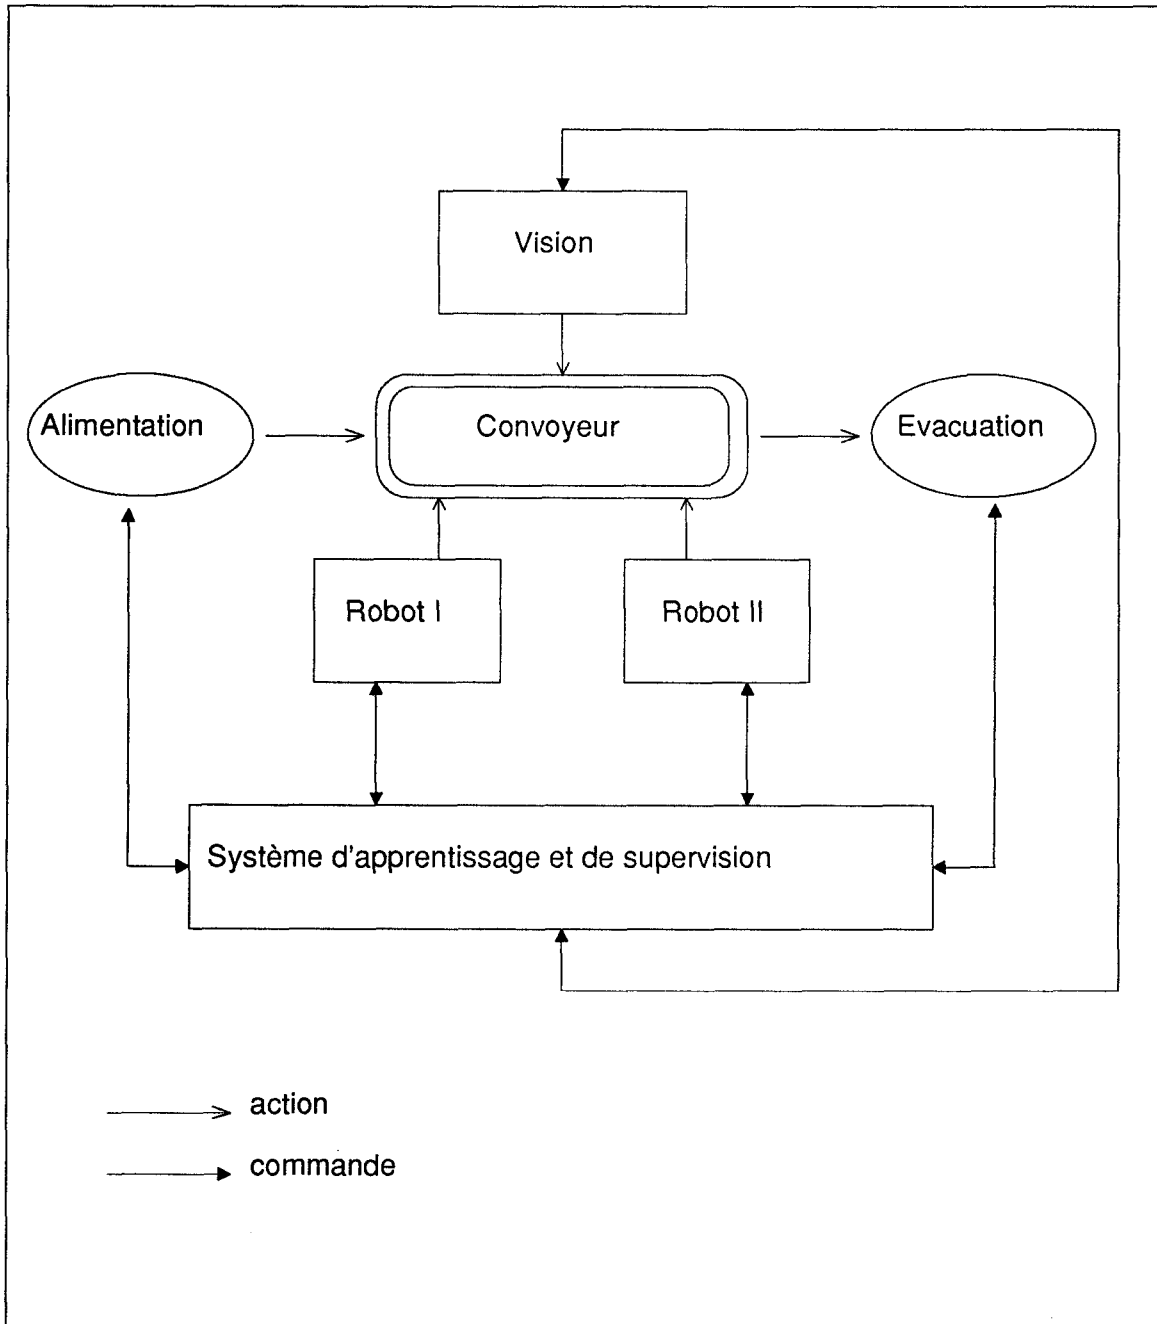 Vision
Alimentation
Convoyeur
Evacuation
Robot I
Robot II
Système d'apprentissage et de supervision
action
commande